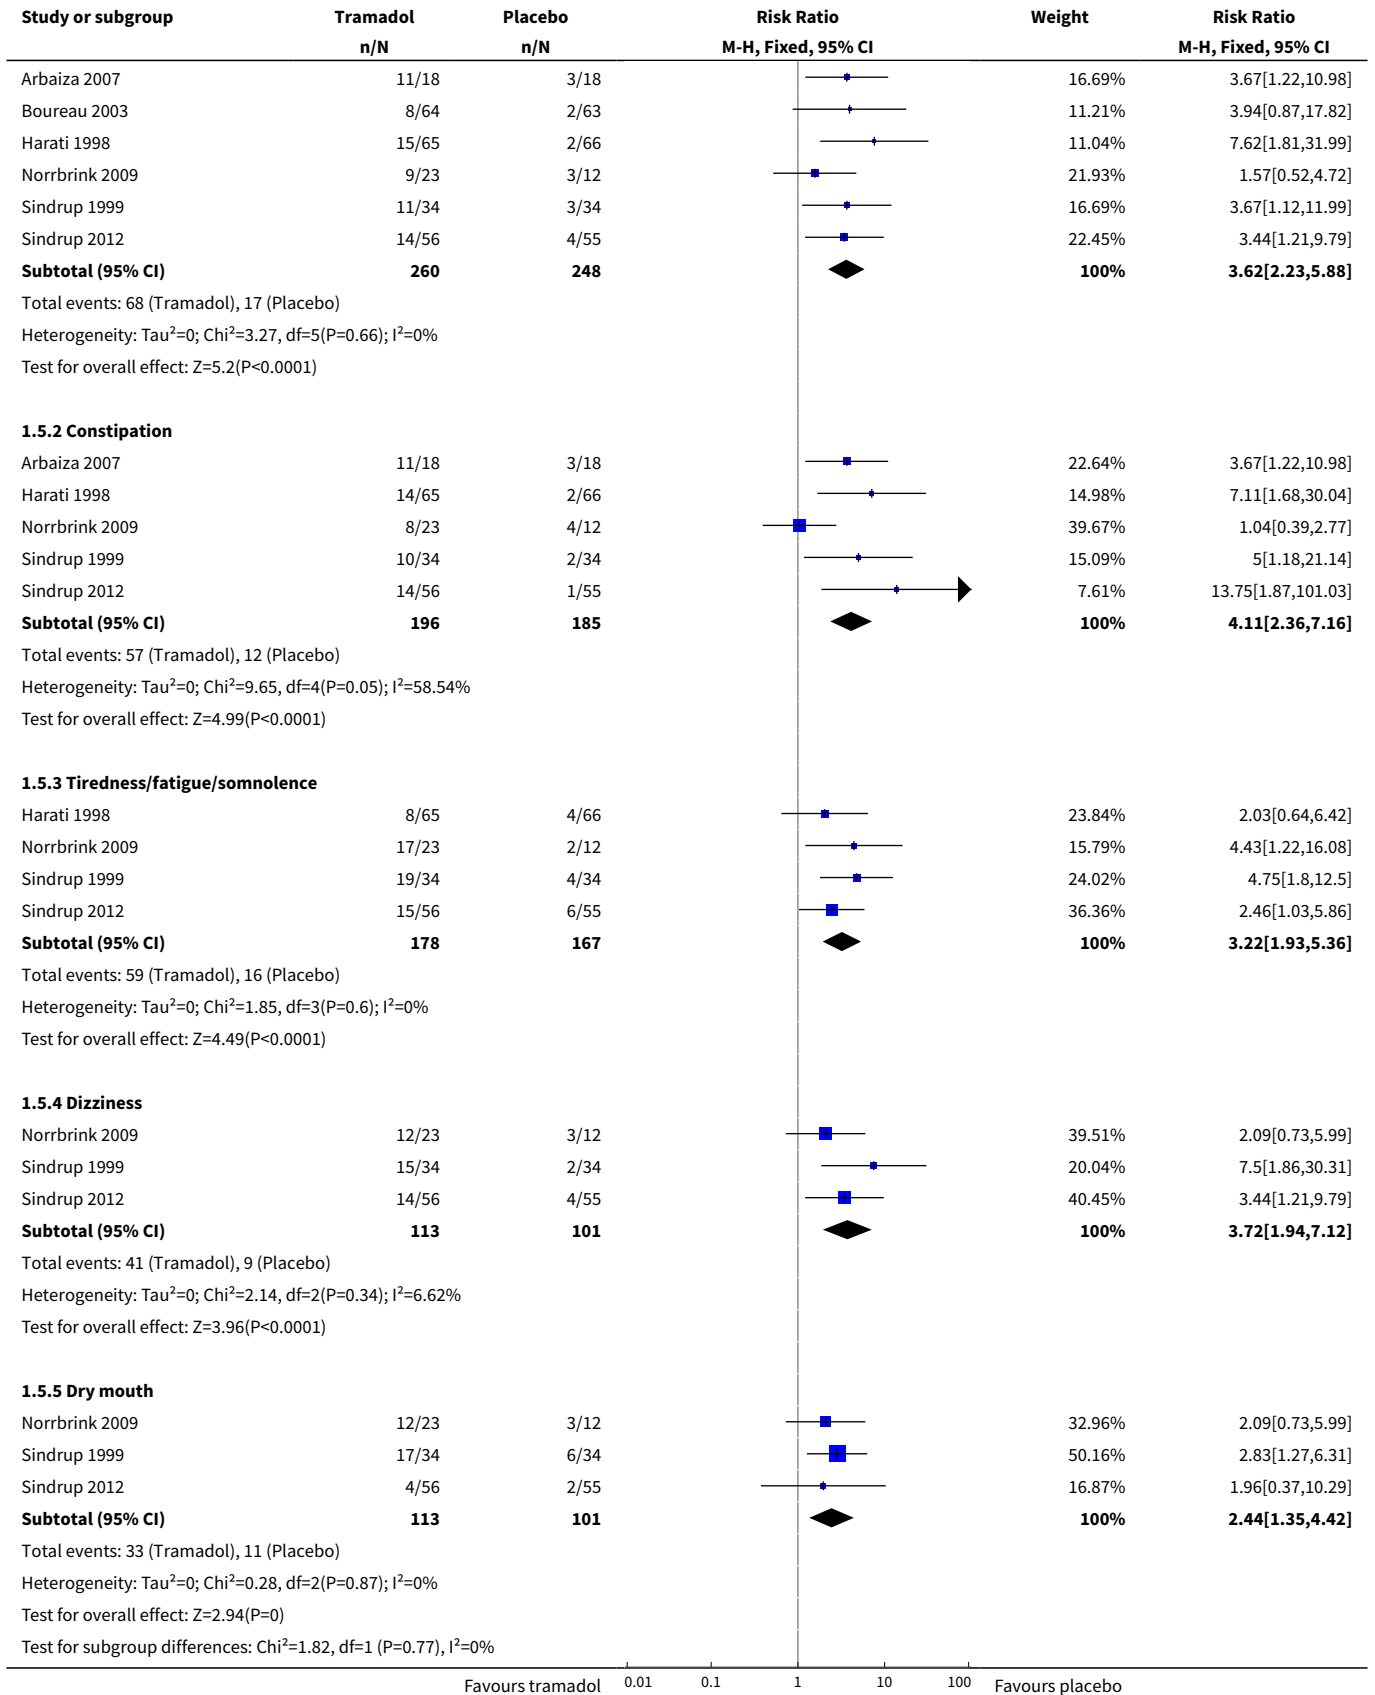 Study or subgroup Tramadol Placebo Risk Ratio Weight Risk Ratio
n/N n/N M-H, Fixed, 95% CI M-H, Fixed, 95% CI
Arbaiza 2007 11/18 3/18 16.69% 3.67[1.22,10.98]
Boureau 2003 8/64 2/63 11.21% 3.94[0.87,17.82]
Harati 1998 15/65 2/66 11.04% 7.62[1.81,31.99]
Norrbrink 2009 9/23 3/12 21.93% 1.57[0.52,4.72]
Sindrup 1999 11/34 3/34 16.69% 3.67[1.12,11.99]
Sindrup 2012 14/56 4/55 22.45% 3.44[1.21,9.79]
Subtotal (95% CI) 260 248 100% 3.62[2.23,5.88]
Total events: 68 (Tramadol), 17 (Placebo)
Heterogeneity: Tau²=0; Chi²=3.27, df=5(P=0.66); I²=0%
Test for overall effect: Z=5.2(P<0.0001)
1.5.2 Constipation
Arbaiza 2007 11/18 3/18 22.64% 3.67[1.22,10.98]
Harati 1998 14/65 2/66 14.98% 7.11[1.68,30.04]
Norrbrink 2009 8/23 4/12 39.67% 1.04[0.39,2.77]
Sindrup 1999 10/34 2/34 15.09% 5[1.18,21.14]
Sindrup 2012 14/56 1/55 7.61% 13.75[1.87,101.03]
Subtotal (95% CI) 196 185 100% 4.11[2.36,7.16]
Total events: 57 (Tramadol), 12 (Placebo)
Heterogeneity: Tau²=0; Chi²=9.65, df=4(P=0.05); I²=58.54%
Test for overall effect: Z=4.99(P<0.0001)
1.5.3 Tiredness/fatigue/somnolence
Harati 1998 8/65 4/66 23.84% 2.03[0.64,6.42]
Norrbrink 2009 17/23 2/12 15.79% 4.43[1.22,16.08]
Sindrup 1999 19/34 4/34 24.02% 4.75[1.8,12.5]
Sindrup 2012 15/56 6/55 36.36% 2.46[1.03,5.86]
Subtotal (95% CI) 178 167 100% 3.22[1.93,5.36]
Total events: 59 (Tramadol), 16 (Placebo)
Heterogeneity: Tau²=0; Chi²=1.85, df=3(P=0.6); I²=0%
Test for overall effect: Z=4.49(P<0.0001)
1.5.4 Dizziness
Norrbrink 2009 12/23 3/12 39.51% 2.09[0.73,5.99]
Sindrup 1999 15/34 2/34 20.04% 7.5[1.86,30.31]
Sindrup 2012 14/56 4/55 40.45% 3.44[1.21,9.79]
Subtotal (95% CI) 113 101 100% 3.72[1.94,7.12]
Total events: 41 (Tramadol), 9 (Placebo)
Heterogeneity: Tau²=0; Chi²=2.14, df=2(P=0.34); I²=6.62%
Test for overall effect: Z=3.96(P<0.0001)
1.5.5 Dry mouth
Norrbrink 2009 12/23 3/12 32.96% 2.09[0.73,5.99]
Sindrup 1999 17/34 6/34 50.16% 2.83[1.27,6.31]
Sindrup 2012 4/56 2/55 16.87% 1.96[0.37,10.29]
Subtotal (95% CI) 113 101 100% 2.44[1.35,4.42]
Total events: 33 (Tramadol), 11 (Placebo)
Heterogeneity: Tau²=0; Chi²=0.28, df=2(P=0.87); I²=0%
Test for overall effect: Z=2.94(P=0)
Test for subgroup differences: Chi²=1.82, df=1 (P=0.77), I²=0%
Favours tramadol 0.01 0.1 1 10 100 Favours placebo